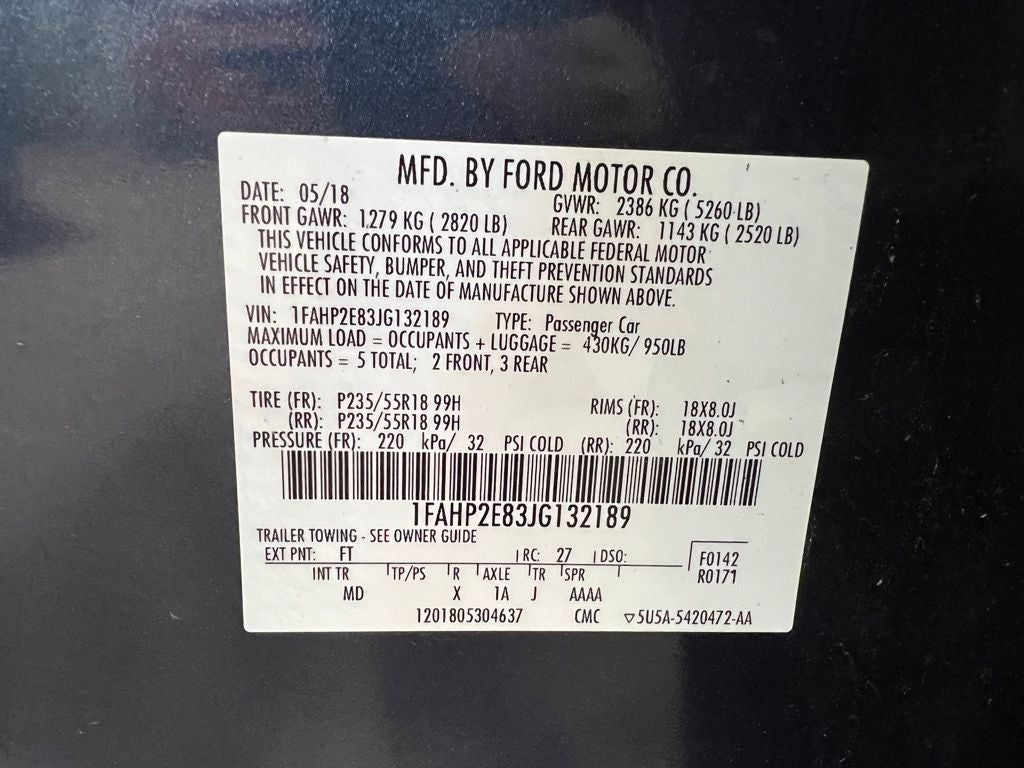 MFD. BY FORD MOTOR CO.
DATE: 05/18 GVWR: 2386 KG ( 5260 LB)
FRONT GAWR: 1279 KG ( 2820 LB) REAR GAWR: 1143 KG ( 2520 LB)
THIS VEHICLE CONFORMS TO ALL APPLICABLE FEDERAL MOTOR
VEHICLE SAFETY, BUMPER, AND THEFT PREVENTION STANDARDS
IN EFFECT ON THE DATE OF MANUFACTURE SHOWN ABOVE.
VIN: 1FAHP2E83JG132189 TYPE: Passenger Car
MAXIMUM LOAD = OCCUPANTS + LUGGAGE = 430KG/ 950LB
OCCUPANTS = 5 TOTAL; 2 FRONT, 3 REAR
TIRE (FR): P235/55R18 99H RIMS (FR): 18X8.0J
(RR): P235/55R18 99H (RR): 18X8.0J
PRESSURE (FR): 220 kPa/ 32 PSI COLD (RR): 220 kPa/ 32 PSI COLD
1FAHP2E83JG132189
TRAILER TOWING - SEE OWNER GUIDE
EXT PNT: FT RC: 27 DSO: F0142
R0171
INT TR TP/PS R AXLE TR SPR
MD X 1A J AAAA
1201805304637 CMC ▽5U5A-5420472-AA